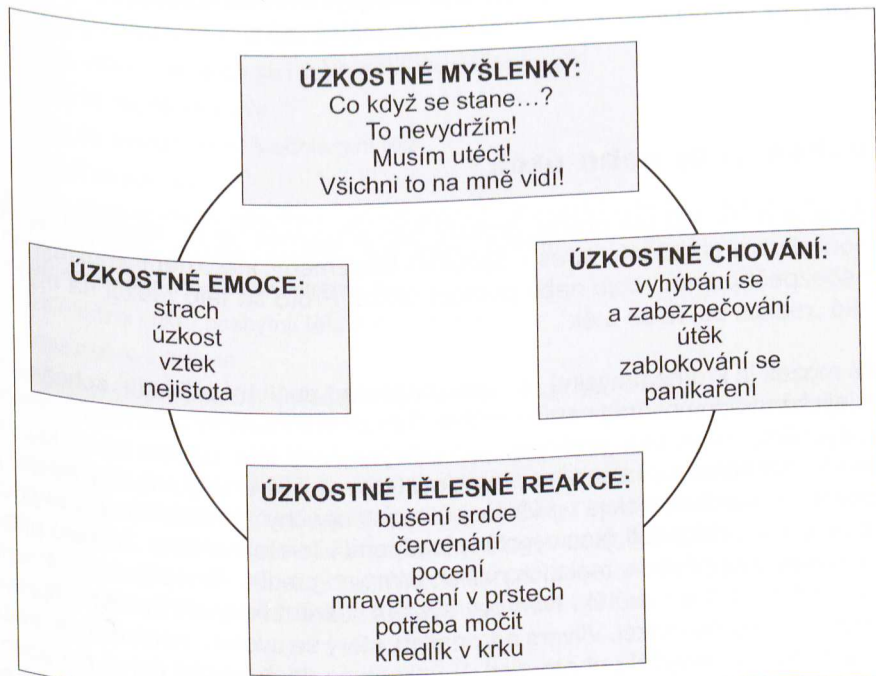 ÚZKOSTNÉ MYŠLENKY:
Co když se stane…?
To nevydržím!
Musím utéct!
Všichni to na mně vidí!
ÚZKOSTNÉ EMOCE:
strach
úzkost
vztek
nejistota
ÚZKOSTNÉ CHOVÁNÍ:
vyhýbání se
a zabezpečování
útěk
zablokování se
panikaření
ÚZKOSTNÉ TĚLESNÉ REAKCE:
bušení srdce
červenání
pocení
mravenčení v prstech
potřeba močit
knedlík v krku